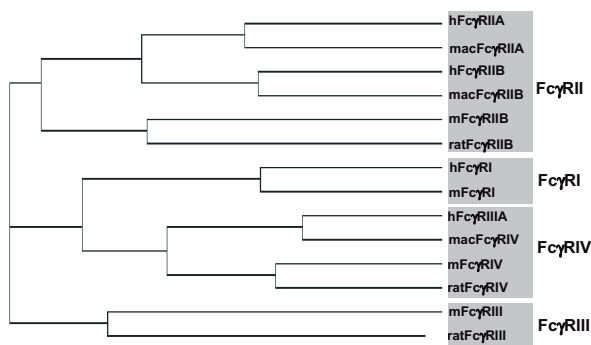 hFcγRIIA
macFcγRIIA
hFcγRIIB
macFcγRIIB
FcγRII
mFcγRIIB
ratFcγRIIB
hFcγRI
FcγRI
mFcγRI
hFcγRIIIA
macFcγRIV
FcγRIV
mFcγRIV
ratFcγRIV
mFcγRIII
FcγRIII
ratFcγRIII